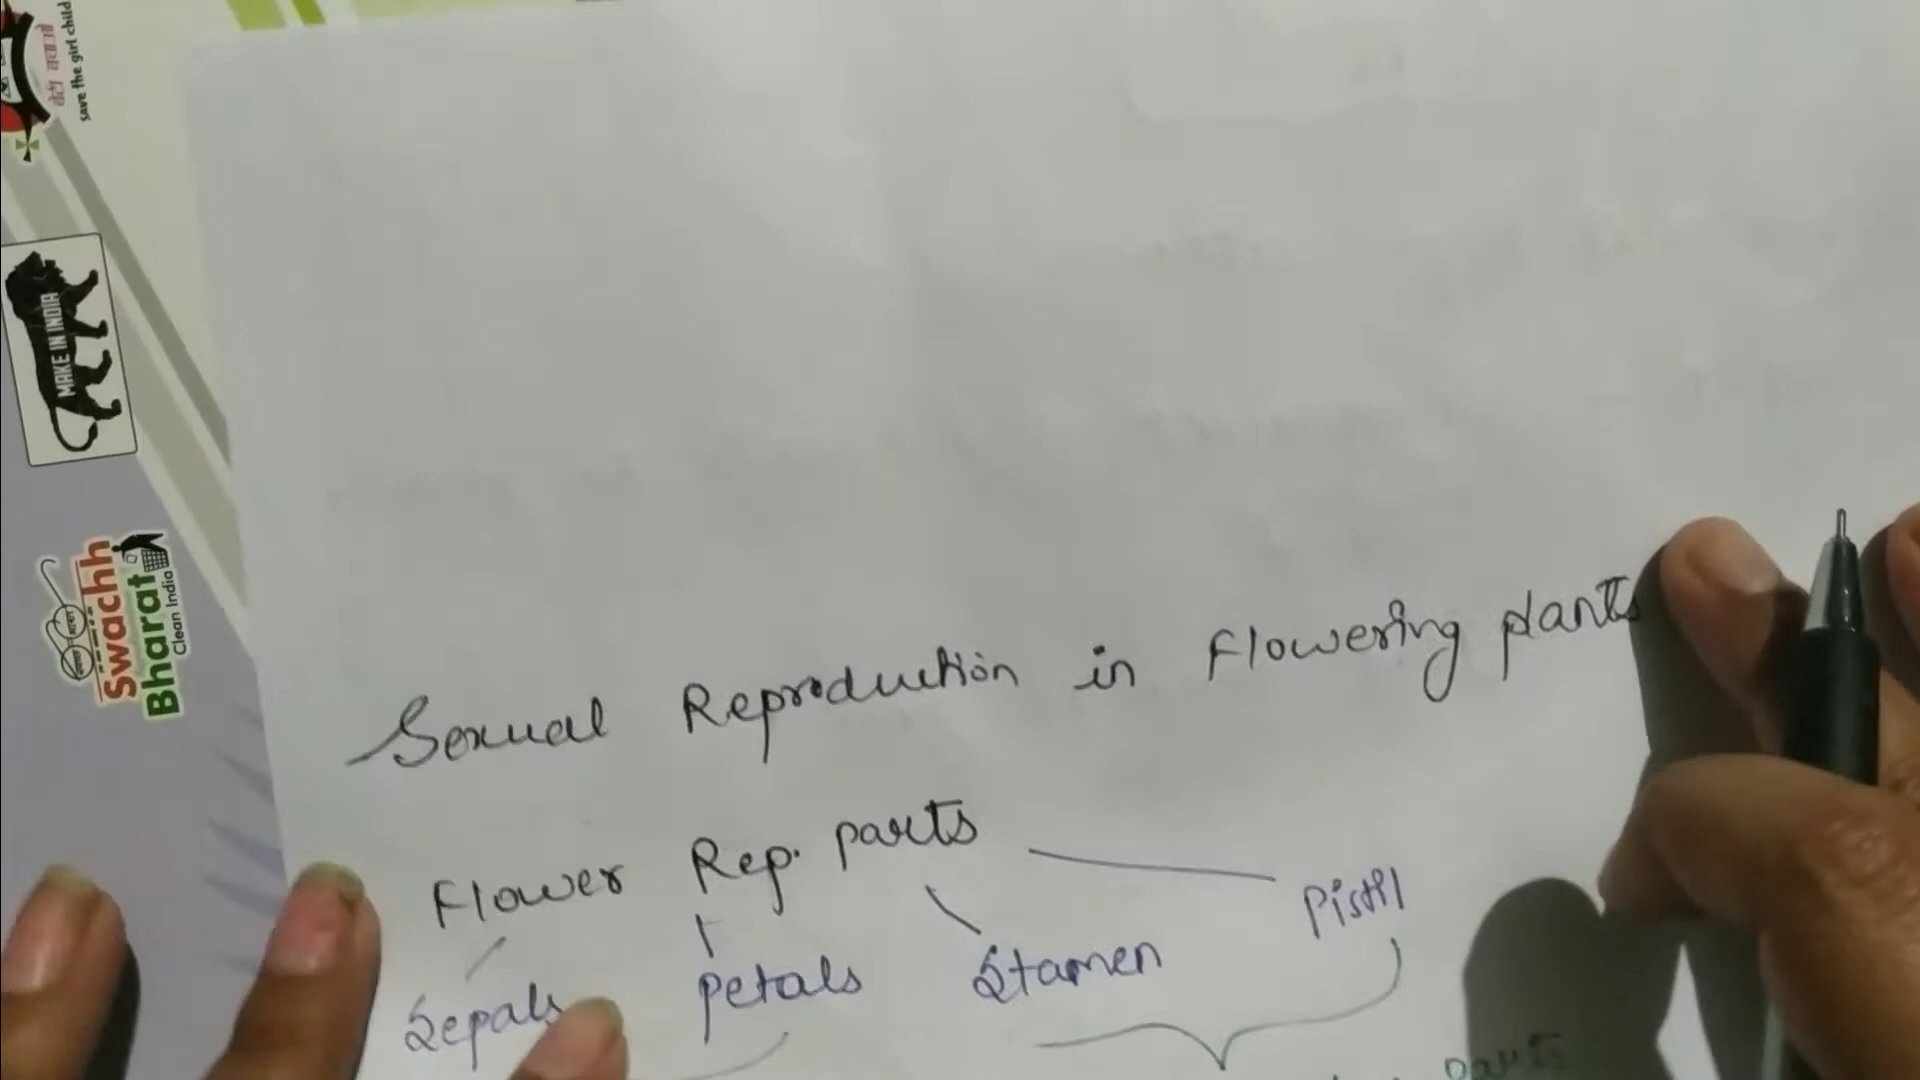 save the girl child
MAKE IN INDIA
Swachh
Bharat
Clean India
Sexual Reproduction in Flowering plants
Flower Rep. parts
Sepals Petals Stamen Pistil
parts